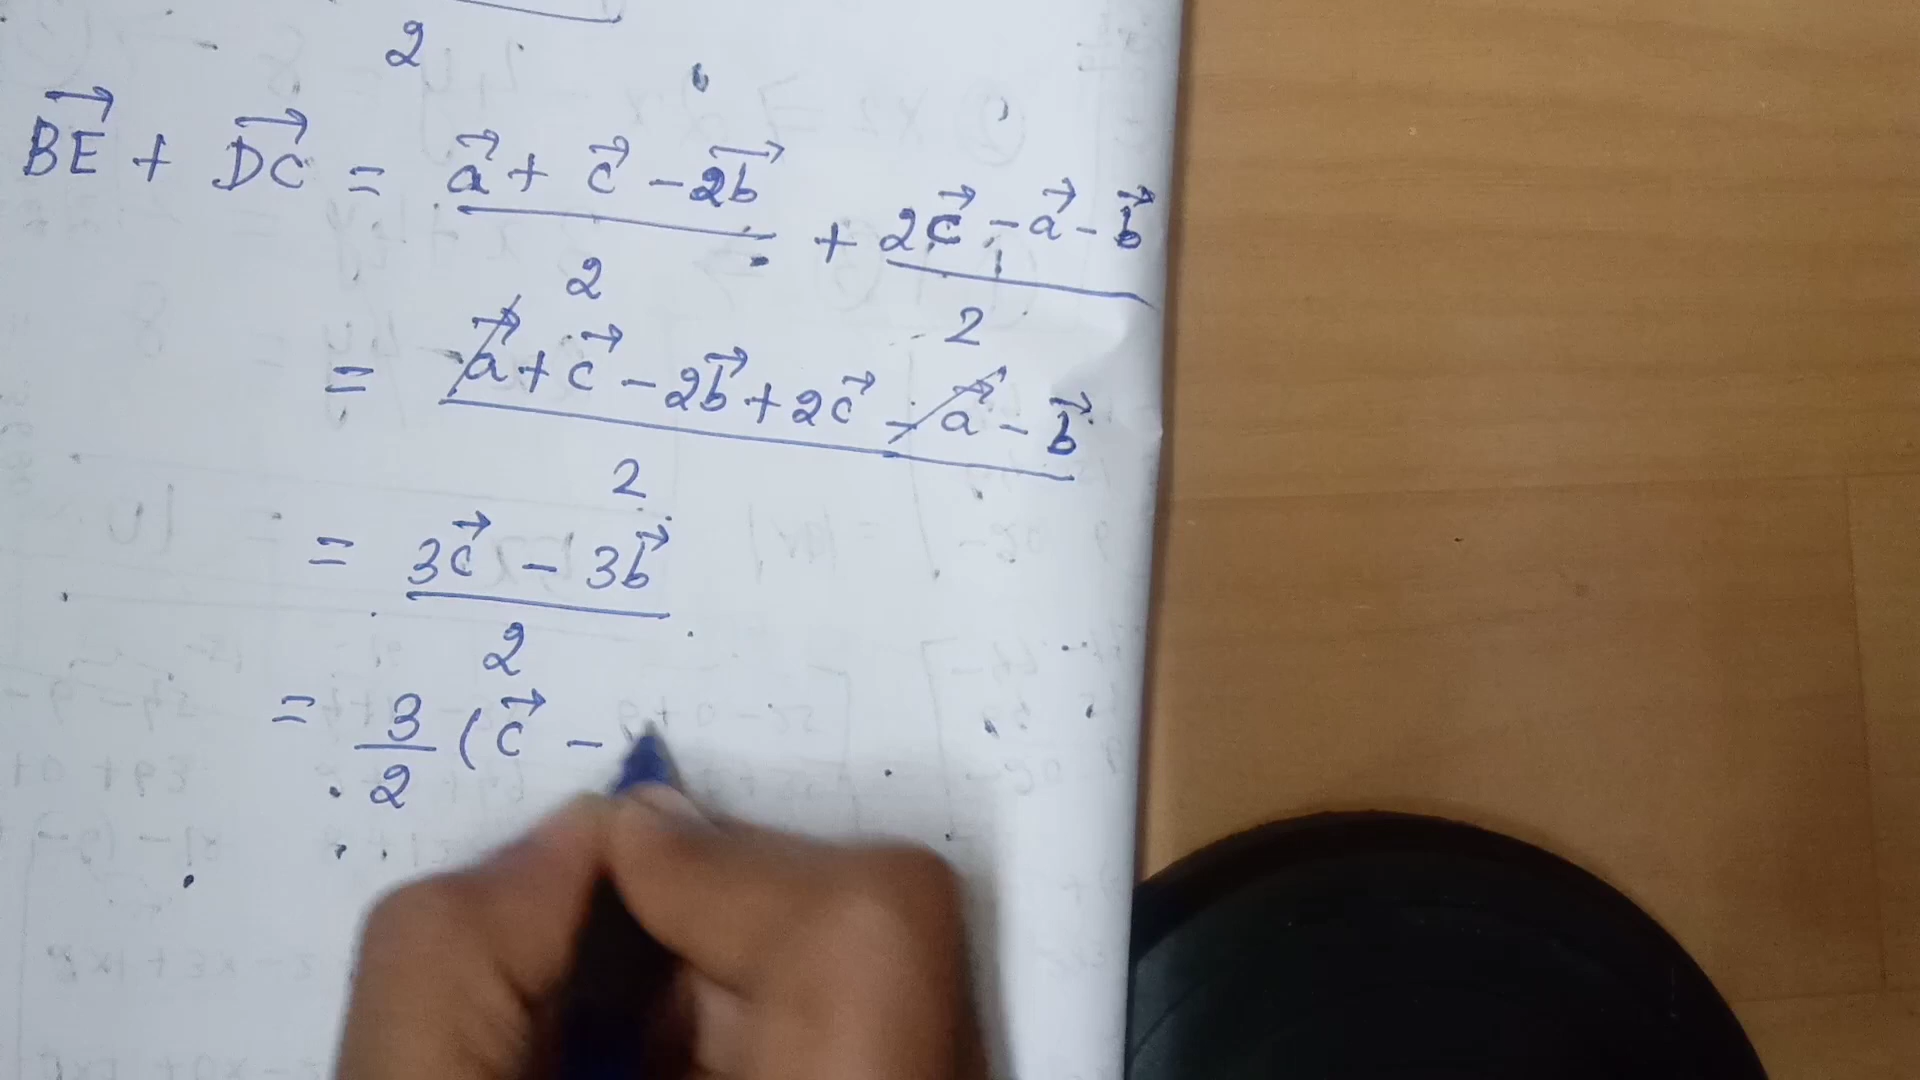 2
BE + DC = a + c - 2b / 2 + 2c - a - b / 2
= a + c - 2b + 2c - a - b / 2
= 3c - 3b / 2
= 3/2 (c -